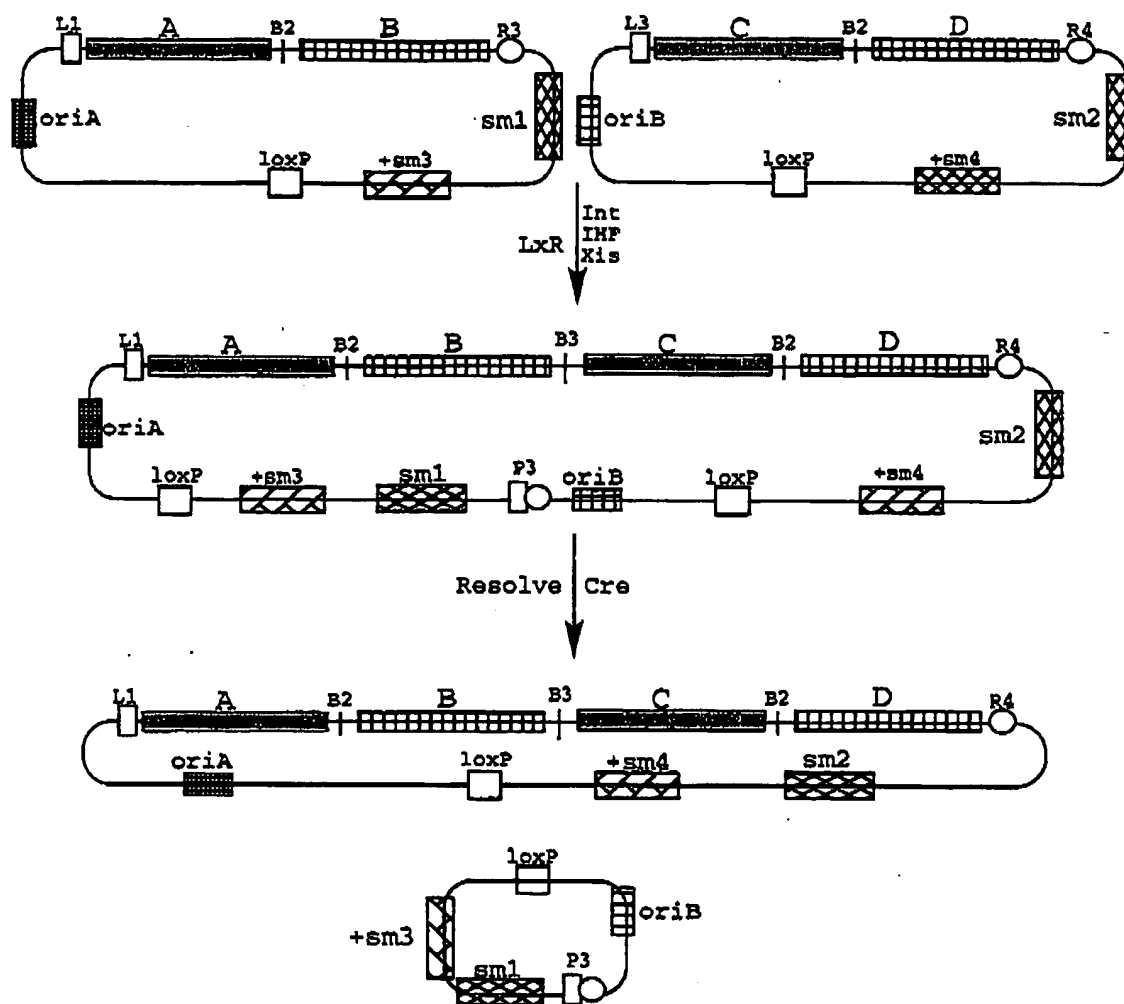 L1 A B2 B R3 L3 C B2 D R4
oriA sm1 oriB sm2
loxP +sm3 loxP +sm4
LxR Int
IHF
Xis
L1 A B2 B B3 C B2 D R4
oriA sm2
loxP +sm3 sm1 P3 oriB loxP +sm4
Resolve Cre
L1 A B2 B B3 C B2 D R4
oriA loxP +sm4 sm2
loxP
oriB
+sm3
sm1 P3